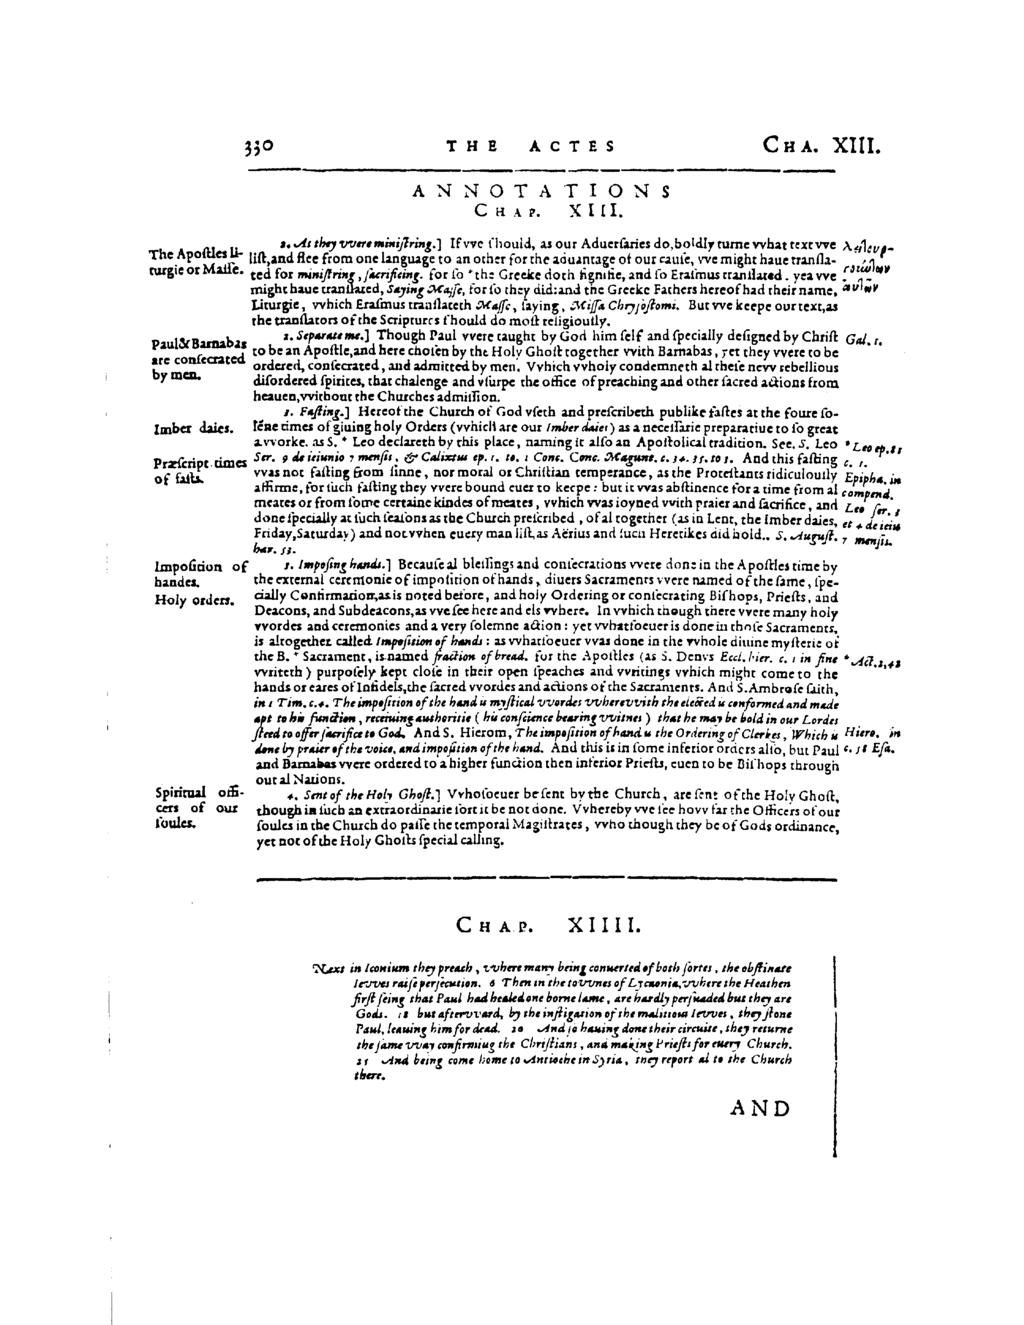 330 THE ACTES CHA. XIII.
ANNOTATIONS
CHAP. XIII.
The Apostles li-
turgie or Masse.
2. As they vvere ministring.] If vve should, as our Aduersaries do, boldly turne vvhat text vve
list, and flee from one language to an other for the aduantage of our cause, vve might haue transla-
ted for ministring, sacrificing. for so * the Greeke doth signifie, and so Erasmus translated. yea vve
might haue translated, Saying Masse, for so they did: and the Greeke Fathers hereof had their name,
Liturgie, vvhich Erasmus translateth Masse, saying, Missa Chrysostomi. But vve keepe our text, as
the translators of the Scriptures should do most religiously.
λειτουρ-
γούντων
αὐτῶν
Paul & Barnabas
are consecrated
by men.
2. Separate me.] Though Paul vvere taught by God him self and specially designed by Christ
to be an Apostle, and here chosen by the Holy Ghost together vvith Barnabas, yet they vvere to be
ordered, consecrated, and admitted by men. Vvhich vvholy condemneth al these nevv rebellious
disordered spirites, that chalenge and vsurpe the office of preaching and other sacred actions from
heauen, vvithout the Churches admission.
Gal. 1.
Imber daies.
Præscript times
of fasts.
3. Fasting.] Hereof the Church of God vseth and prescribeth publike fastes at the foure so-
lēne times of giuing holy Orders (vvhich are our Imber daies) as a necessarie preparatiue to so great
a vvorke. as S. * Leo declareth by this place, naming it also an Apostolical tradition. See. S. Leo
Ser. 9 de ieiunio 7 mensis, & Calixtus ep. 1. to. 1 Conc. Conc. Magunt. c. 34. 35. to 3. And this fasting
vvas not fasting from sinne, nor moral or Christian temperance, as the Protestants ridiculously
affirme, for such fasting they vvere bound euer to keepe: but it vvas abstinence for a time from al
meates or from some certaine kindes of meates, vvhich vvas ioyned vvith praier and sacrifice, and
done specially at such seasons as the Church prescribed, of al together (as in Lent, the Imber daies,
Friday, Saturday) and not vvhen euery man list, as Aërius and such Heretikes did hold.. S. August.
hær. 53.
* Leo ep. 81
c. 1.
Epipha. in
compend.
Leo ser. 3
et 4 de ieiu
7 mensis.
Imposition of
handes.
Holy orders.
3. Imposing hands.] Because al blessings and consecrations vvere done in the Apostles time by
the external ceremonie of imposition of hands, diuers Sacraments vvere named of the same, spe-
cially Confirmation, as is noted before, and holy Ordering or consecrating Bishops, Priests, and
Deacons, and Subdeacons, as vve see here and els vvhere. In vvhich though there vvere many holy
vvordes and ceremonies and a very solemne action: yet vvhatsoeuer is done in those Sacraments,
is altogether called Imposition of hands: as vvhatsoeuer vvas done in the vvhole diuine mysterie of
the B. * Sacrament, is named fraction of bread. for the Apostles (as S. Denys Eccl. hier. c. 1 in fine
vvriteth) purposely kept close in their open speaches and vvritings vvhich might come to the
hands or eares of Infidels, the sacred vvordes and actions of the Sacraments. And S. Ambrose saith,
in 1 Tim. c. 4. The imposition of the hand is mystical vvordes vvherevvith the elected is conformed and made
apt to his function, receiuing authoritie (his conscience bearing vvitnes) that he may be bold in our Lordes
steed to offer sacrifice to God. And S. Hierom, The imposition of hand is the Ordering of Clerkes, Which is
done by praier of the voice, and imposition of the hand. And this is in some inferior orders also, but Paul
and Barnabas vvere ordered to a higher function then inferior Priests, euen to be Bishops through
out al Nations.
* Act. 2, 42
Hiero. in
c. 58 Esa.
Spiritual offi-
cers of our
soules.
4. Sent of the Holy Ghost.] Vvhosoeuer be sent by the Church, are sent of the Holy Ghost,
though in such an extraordinarie sort it be not done. Vvhereby vve see hovv far the Officers of our
soules in the Church do passe the temporal Magistrates, vvho though they be of Gods ordinance,
yet not of the Holy Ghosts special calling.
CHAP. XIIII.
Next in Iconium they preach, vvhere many being conuerted of both sortes, the obstinate
Ievves raise persecution. 6 Then in the tovvnes of Lycaonia, vvhere the Heathen
first seing that Paul had healed one borne lame, are hardly persuaded but they are
Gods. 18 but aftervvard, by the instigation of the malitious Ievves, they stone
Paul, leauing him for dead. 20 And so hauing done their circuite, they returne
the same vvay confirming the Christians, and making Priests for euery Church.
25 And being come home to Antioche in Syria, they report al to the Church
there.
AND